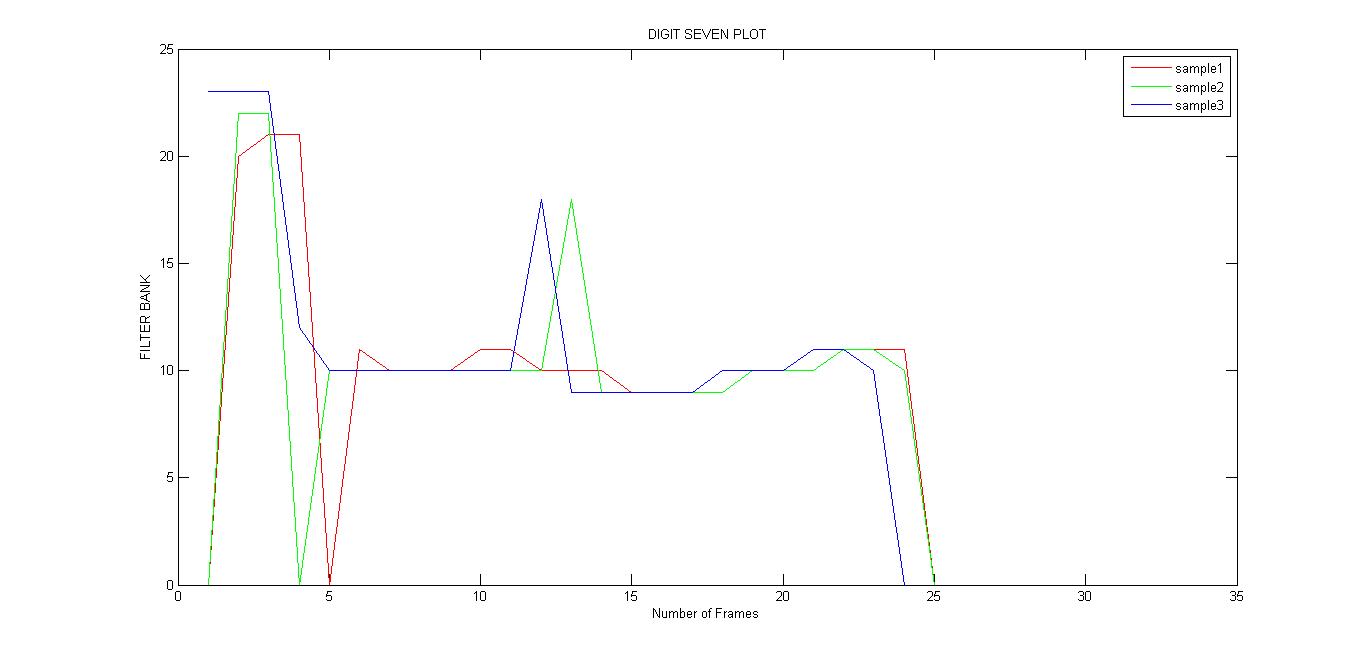 DIGIT SEVEN PLOT
25
20
15
10
5
0
FILTER BANK
sample1
sample2
sample3
0 5 10 15 20 25 30 35
Number of Frames